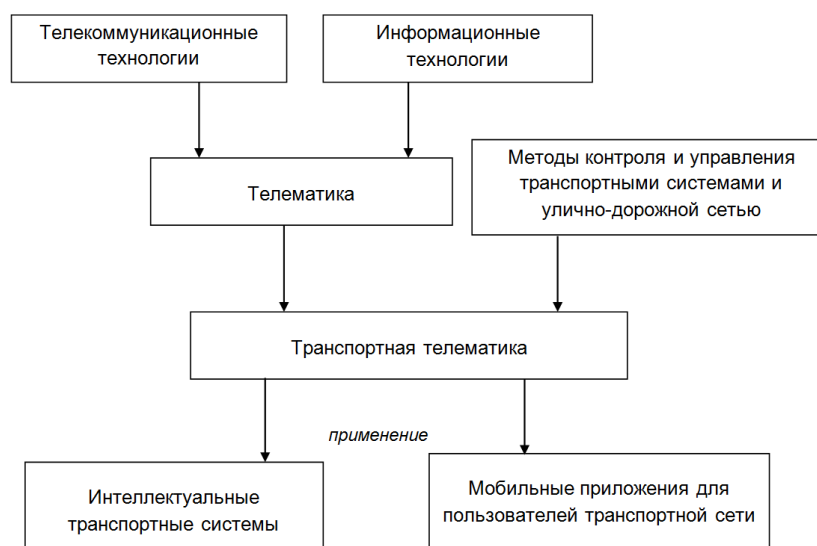 Телекоммуникационные
технологии
Информационные
технологии
Методы контроля и управления
транспортными системами и
улично-дорожной сетью
Телематика
Транспортная телематика
применение
Интеллектуальные
транспортные системы
Мобильные приложения для
пользователей транспортной сети